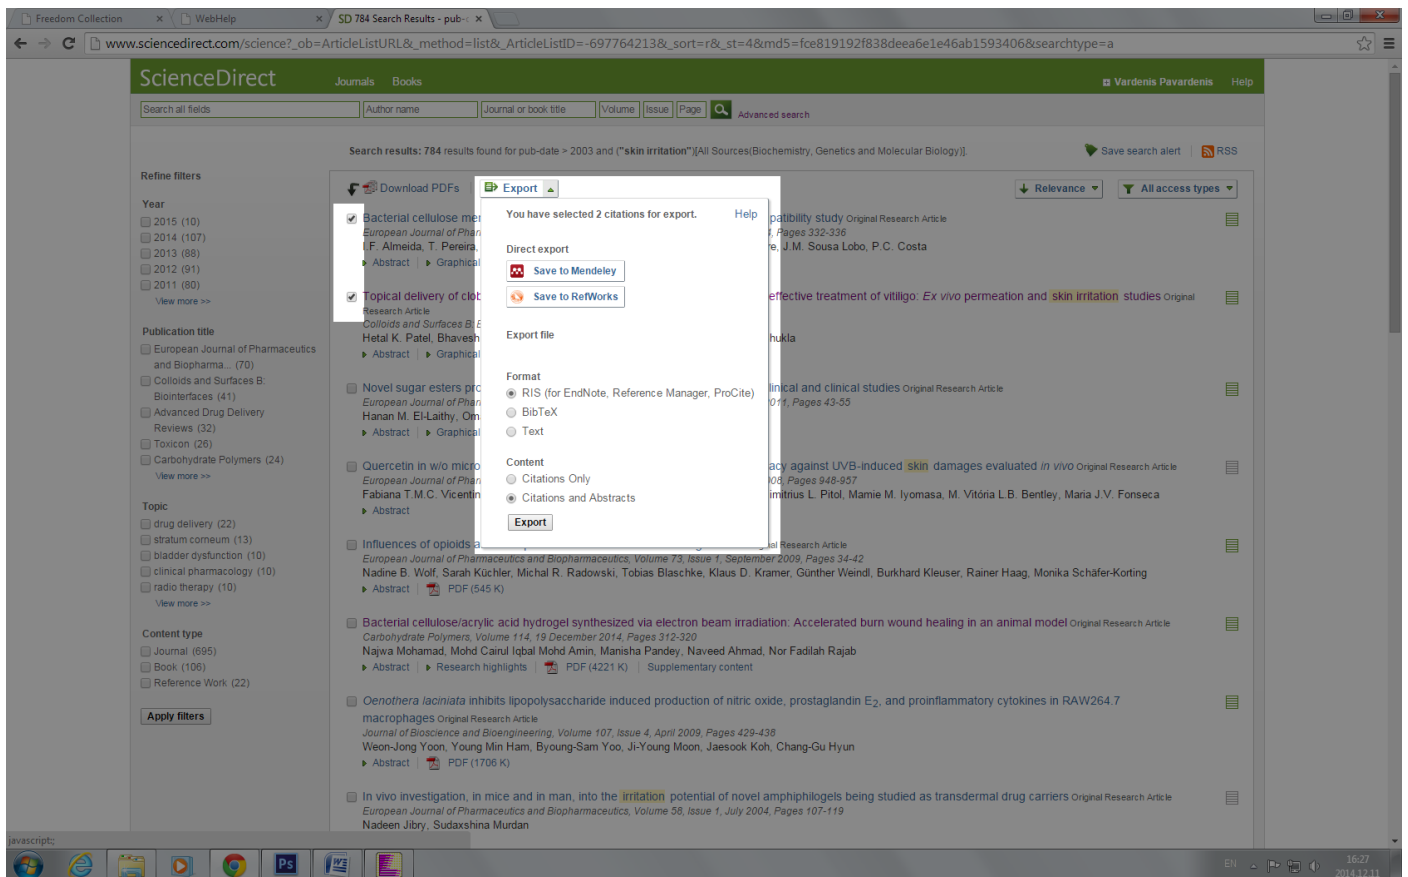 Freedom Collection
WebHelp
SD 784 Search Results - pub-
www.sciencedirect.com/science?_ob=ArticleListURL&_method=list&_ArticleListID=-697764213&_sort=r&_st=4&md5=fce819192f838deea6e1e46ab1593406&searchtype=a
ScienceDirect
Journals Books
Vardenis Pavardenis Help
Search all fields Author name Journal or book title Volume Issue Page Advanced search
Search results: 784 results found for pub-date > 2003 and ("skin irritation")[All Sources(Biochemistry, Genetics and Molecular Biology)].
Save search alert RSS
Refine filters
Year
2015 (10)
2014 (107)
2013 (88)
2012 (91)
2011 (80)
View more >>
Publication title
European Journal of Pharmaceutics
and Biopharma... (70)
Colloids and Surfaces B:
Biointerfaces (41)
Advanced Drug Delivery
Reviews (32)
Toxicon (26)
Carbohydrate Polymers (24)
View more >>
Topic
drug delivery (22)
stratum corneum (13)
bladder dysfunction (10)
clinical pharmacology (10)
radio therapy (10)
View more >>
Content type
Journal (695)
Book (106)
Reference Work (22)
Apply filters
Download PDFs Export Relevance All access types
You have selected 2 citations for export. Help
Direct export
Save to Mendeley
Save to RefWorks
Export file
Format
RIS (for EndNote, Reference Manager, ProCite)
BibTeX
Text
Content
Citations Only
Citations and Abstracts
Export
Bacterial cellulose patibility study Original Research Article
European Journal of , Pages 332-336
I.F. Almeida, T. Pereira, J.M. Sousa Lobo, P.C. Costa
Abstract Graphical
Topical delivery of effective treatment of vitiligo: Ex vivo permeation and skin irritation studies Original
Research Article
Colloids and Surfaces B:
Hetal K. Patel, hukla
Abstract Graphical
Novel sugar esters linical and clinical studies Original Research Article
European Journal of 011, Pages 43-55
Hanan M. El-Laithy,
Abstract Graphical
Quercetin in w/o acy against UVB-induced skin damages evaluated in vivo Original Research Article
European Journal of 08, Pages 948-957
Fabiana T.M.C. imitrius L. Pitol, Mamie M. Iyomasa, M. Vitória L.B. Bentley, Maria J.V. Fonseca
Abstract
Influences of opioids Research Article
European Journal of Pharmaceutics and Biopharmaceutics, Volume 73, Issue 1, September 2009, Pages 34-42
Nadine B. Wolf, Sarah Küchler, Michal R. Radowski, Tobias Blaschke, Klaus D. Kramer, Günther Weindl, Burkhard Kleuser, Rainer Haag, Monika Schäfer-Korting
Abstract PDF (545 K)
Bacterial cellulose/acrylic acid hydrogel synthesized via electron beam irradiation: Accelerated burn wound healing in an animal model Original Research Article
Carbohydrate Polymers, Volume 114, 19 December 2014, Pages 312-320
Najwa Mohamad, Mohd Cairul Iqbal Mohd Amin, Manisha Pandey, Naveed Ahmad, Nor Fadilah Rajab
Abstract Research highlights PDF (4221 K) Supplementary content
Oenothera laciniata inhibits lipopolysaccharide induced production of nitric oxide, prostaglandin E2, and proinflammatory cytokines in RAW264.7
macrophages Original Research Article
Journal of Bioscience and Bioengineering, Volume 107, Issue 4, April 2009, Pages 429-438
Weon-Jong Yoon, Young Min Ham, Byoung-Sam Yoo, Ji-Young Moon, Jaesook Koh, Chang-Gu Hyun
Abstract PDF (1706 K)
In vivo investigation, in mice and in man, into the irritation potential of novel amphiphilogels being studied as transdermal drug carriers Original Research Article
European Journal of Pharmaceutics and Biopharmaceutics, Volume 58, Issue 1, July 2004, Pages 107-119
Nadeen Jibry, Sudaxshina Murdan
javascript:;
Ps
EN
16:27
2014.12.11